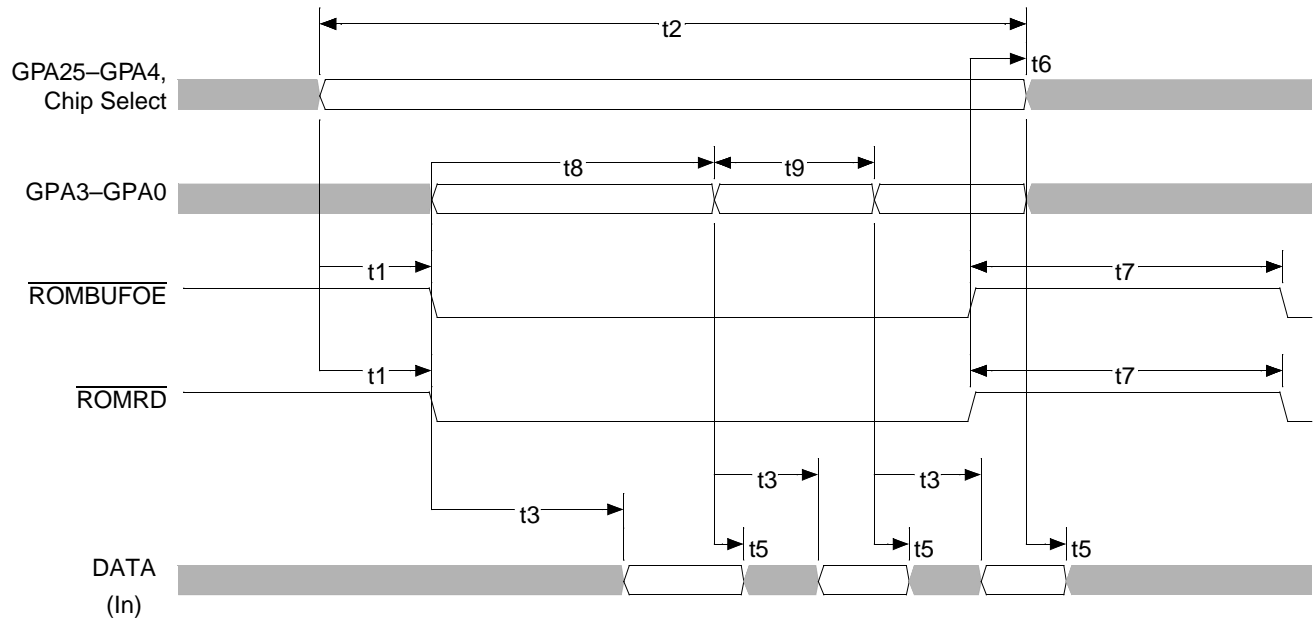 t2
t6
GPA25–GPA4,
Chip Select
t8
t9
GPA3–GPA0
t1
t7
ROMBUFOE
t1
t7
ROMRD
t3
t3
t3
t5
t5
t5
DATA
(In)